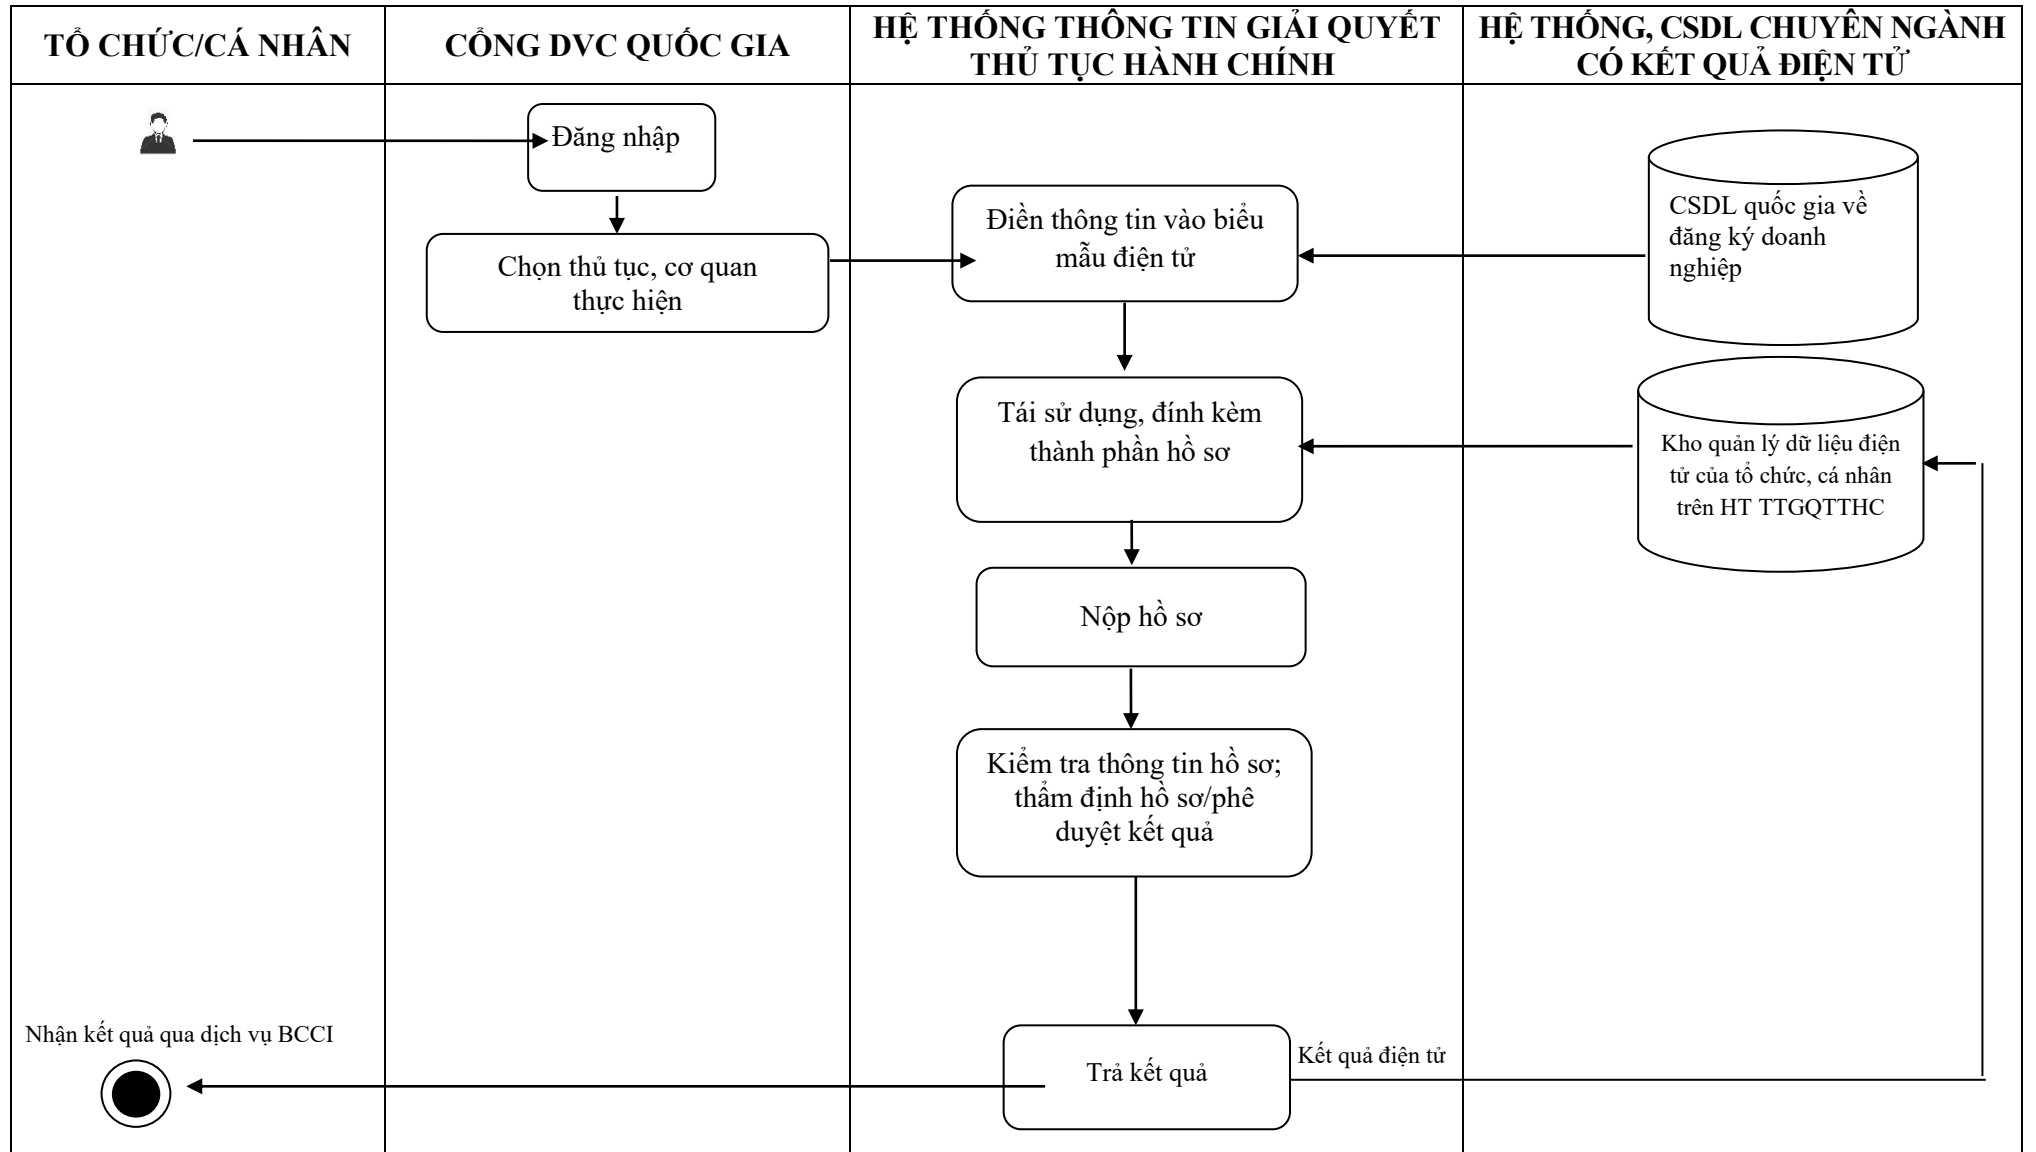 TỔ CHỨC/CÁ NHÂN
CỔNG DVC QUỐC GIA
HỆ THỐNG THÔNG TIN GIẢI QUYẾT
THỦ TỤC HÀNH CHÍNH
HỆ THỐNG, CSDL CHUYÊN NGÀNH
CÓ KẾT QUẢ ĐIỆN TỬ
Đăng nhập
Chọn thủ tục, cơ quan
thực hiện
Điền thông tin vào biểu
mẫu điện tử
CSDL quốc gia về
đăng ký doanh
nghiệp
Tái sử dụng, đính kèm
thành phần hồ sơ
Kho quản lý dữ liệu điện
tử của tổ chức, cá nhân
trên HT TTGQTTHC
Nộp hồ sơ
Kiểm tra thông tin hồ sơ;
thẩm định hồ sơ/phê
duyệt kết quả
Nhận kết quả qua dịch vụ BCCI
Trả kết quả
Kết quả điện tử